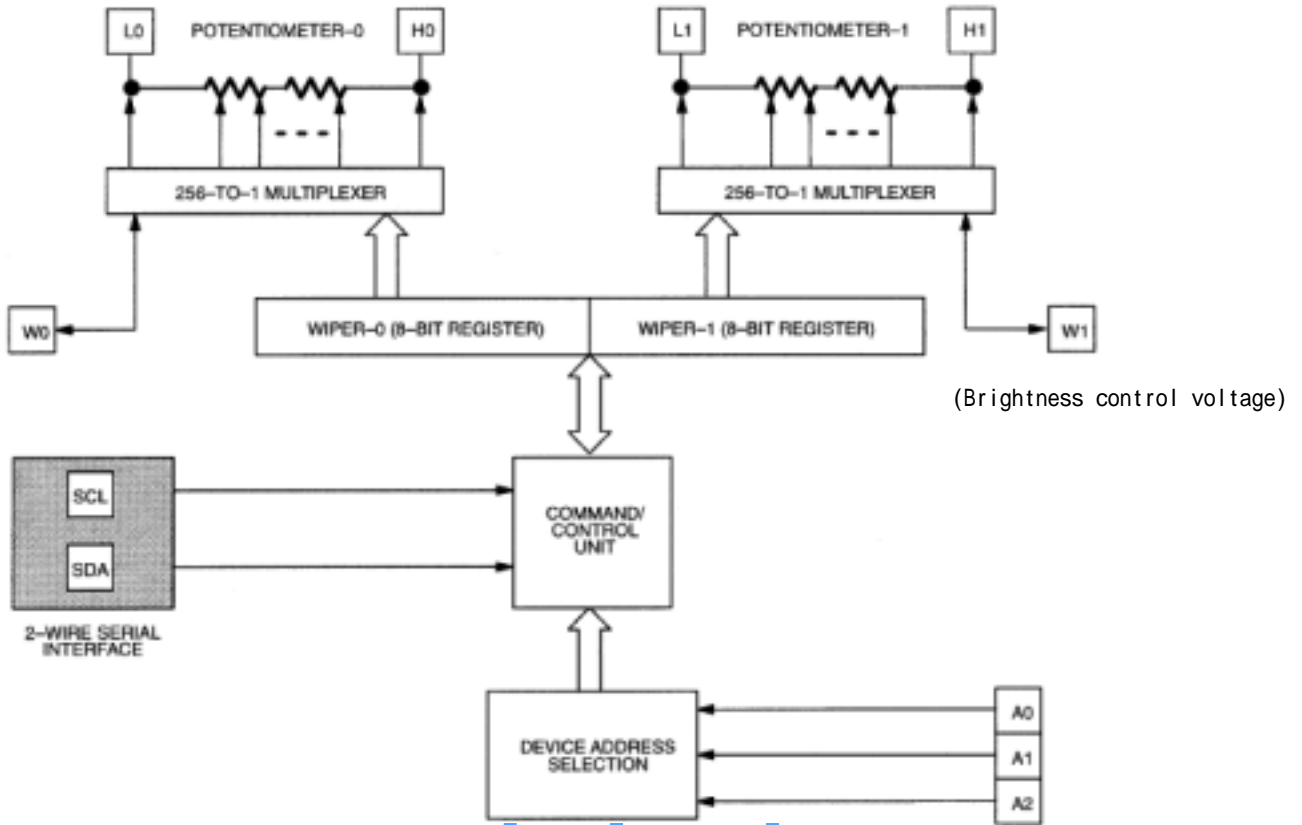 L0 POTENTIOMETER–0 H0
L1 POTENTIOMETER–1 H1
256–TO–1 MULTIPLEXER
256–TO–1 MULTIPLEXER
W0
WIPER–0 (8–BIT REGISTER)
WIPER–1 (8–BIT REGISTER)
W1
(Brightness control voltage)
SCL
SDA
2–WIRE SERIAL
INTERFACE
COMMAND/
CONTROL
UNIT
DEVICE ADDRESS
SELECTION
A0
A1
A2